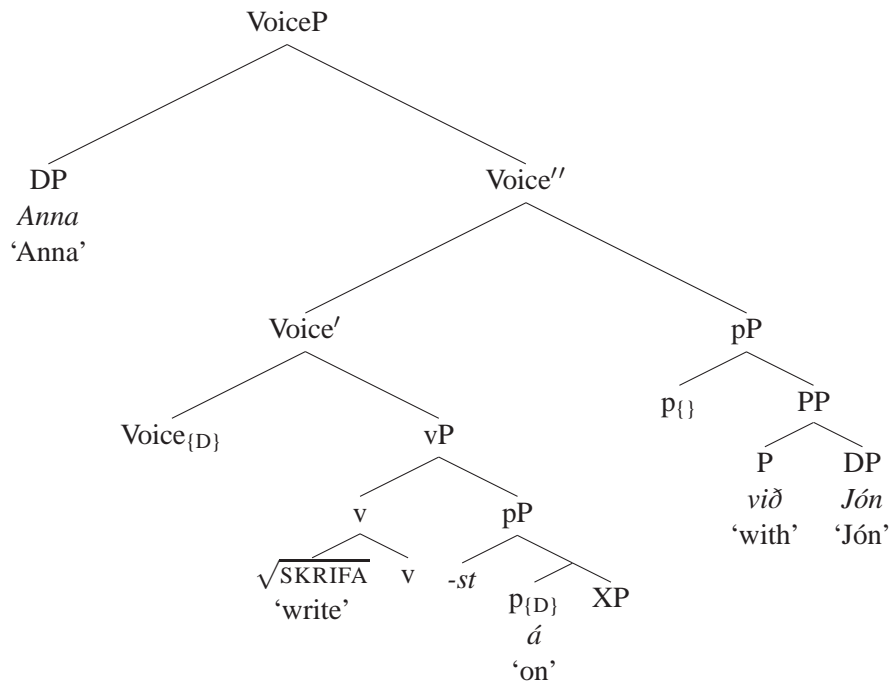 VoiceP
DP Voice′′
Anna
‘Anna’
Voice′ pP
Voice{D} vP p{} PP
v pP P DP
við Jón
‘with’ ‘Jón’
√SKRIFA v -st p{D} XP
‘write’ á
‘on’